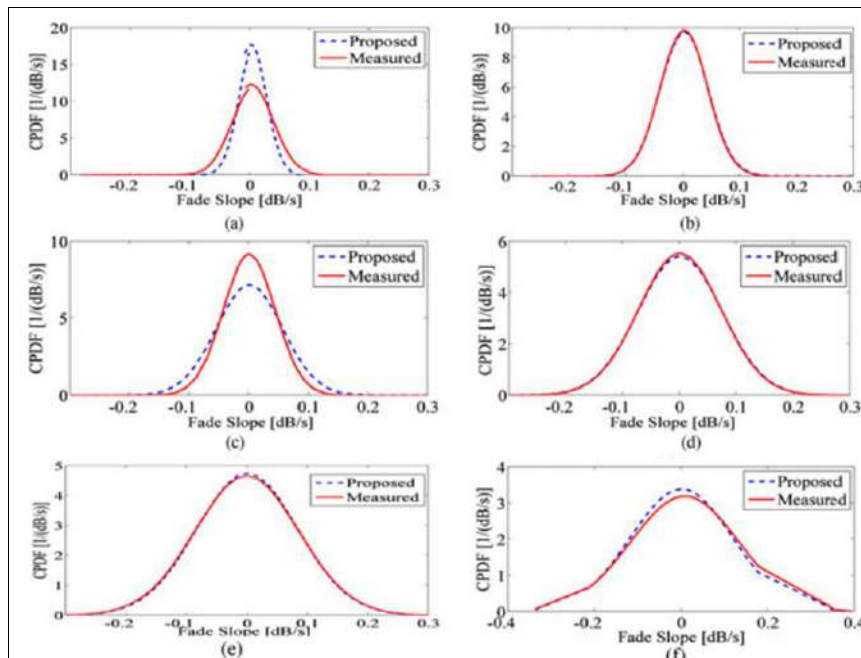 20
15
10
5
0
CPDF [1/(dB/s)]
Proposed
Measured
-0.2 -0.1 0 0.1 0.2 0.3
Fade Slope [dB/s]
(a)
10
8
6
4
2
0
CPDF [1/(dB/s)]
Proposed
Measured
-0.2 -0.1 0 0.1 0.2 0.3
Fade Slope [dB/s]
(b)
10
5
0
CPDF [1/(dB/s)]
Proposed
Measured
-0.2 -0.1 0 0.1 0.2 0.3
Fade Slope [dB/s]
(c)
6
4
2
0
CPDF [1/(dB/s)]
Proposed
Measured
-0.2 -0.1 0 0.1 0.2 0.3
Fade Slope [dB/s]
(d)
5
4
3
2
1
0
CPDF [1/(dB/s)]
Proposed
Measured
-0.2 -0.1 0 0.1 0.2 0.3
Fade Slope [dB/s]
(e)
4
3
2
1
0
CPDF [1/(dB/s)]
Proposed
Measured
-0.4 -0.2 0 0.2 0.4
Fade Slope [dB/s]
(f)